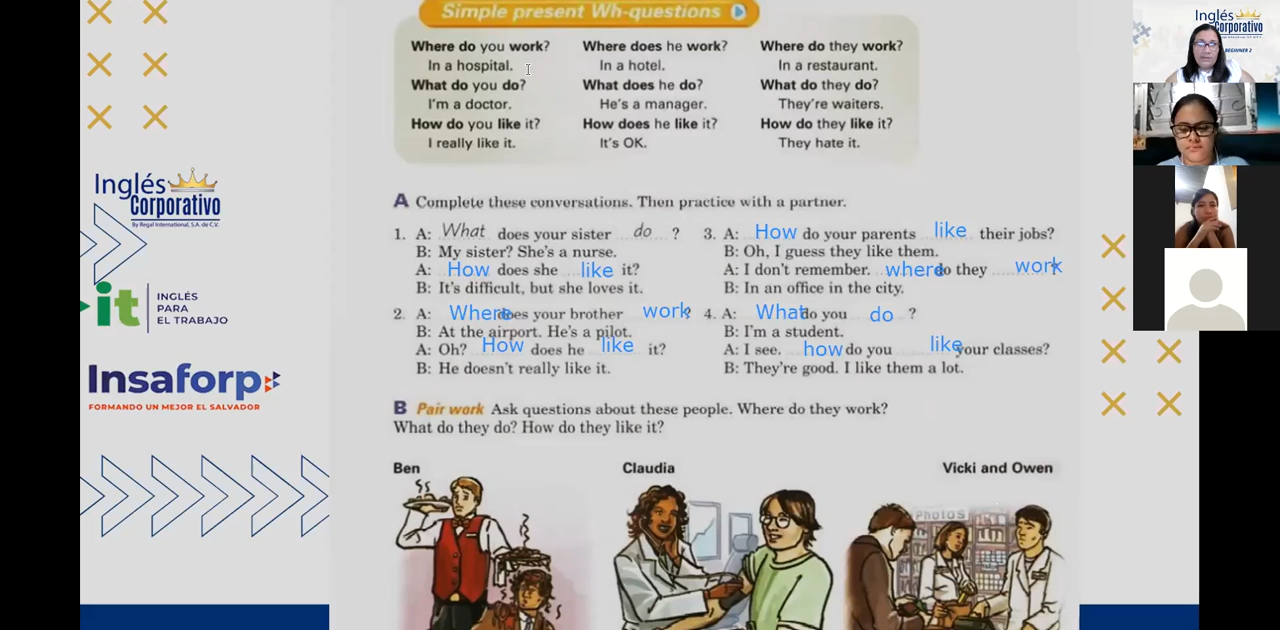 Simple present Wh-questions
Where do you work?
In a hospital.
What do you do?
I'm a doctor.
How do you like it?
I really like it.
Where does he work?
In a hotel.
What does he do?
He's a manager.
How does he like it?
It's OK.
Where do they work?
In a restaurant.
What do they do?
They're waiters.
How do they like it?
They hate it.
A Complete these conversations. Then practice with a partner.
1. A: What does your sister do ?
B: My sister? She's a nurse.
A: How does she like it?
B: It's difficult, but she loves it.
2. A: Where does your brother work?
B: At the airport. He's a pilot.
A: Oh? How does he like it?
B: He doesn't really like it.
3. A: How do your parents like their jobs?
B: Oh, I guess they like them.
A: I don't remember. where do they work?
B: In an office in the city.
4. A: What do you do ?
B: I'm a student.
A: I see. how do you like your classes?
B: They're good. I like them a lot.
B Pair work Ask questions about these people. Where do they work?
What do they do? How do they like it?
Ben
Claudia
Vicki and Owen
Photos
Inglés
Corporativo
By Regal International, S.A. de C.V.
it
INGLÉS
PARA
EL TRABAJO
Insaforp
FORMANDO UN MEJOR EL SALVADOR
Inglés
Corporativo
BEGINNER 2